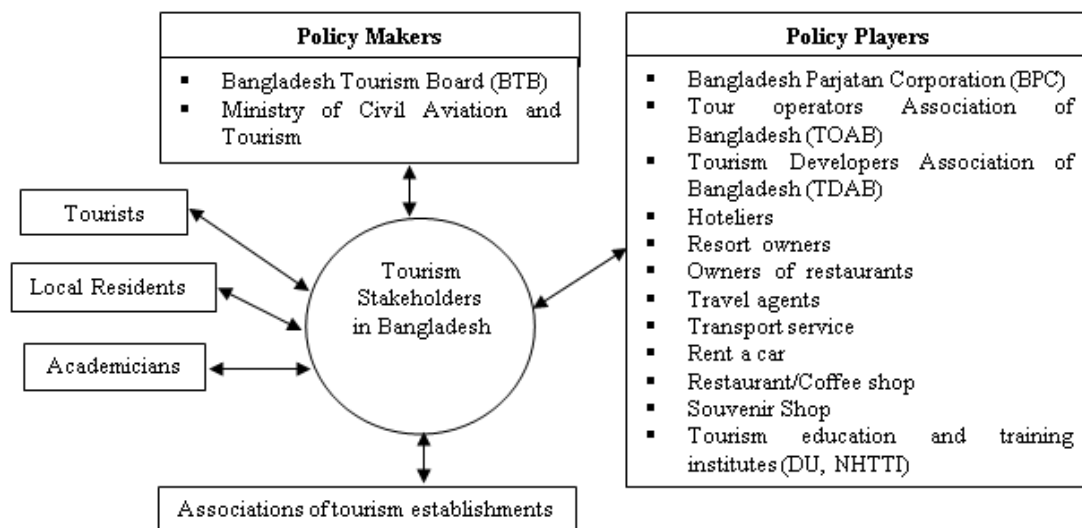 Policy Makers
Bangladesh Tourism Board (BTB)
Ministry of Civil Aviation and
Tourism
Policy Players
Bangladesh Parjatan Corporation (BPC)
Tour operators Association of
Bangladesh (TOAB)
Tourism Developers Association of
Bangladesh (TDAB)
Hoteliers
Resort owners
Owners of restaurants
Travel agents
Transport service
Rent a car
Restaurant/Coffee shop
Souvenir Shop
Tourism education and training
institutes (DU, NHTTI)
Tourists
Local Residents
Academicians
Tourism
Stakeholders
in Bangladesh
Associations of tourism establishments